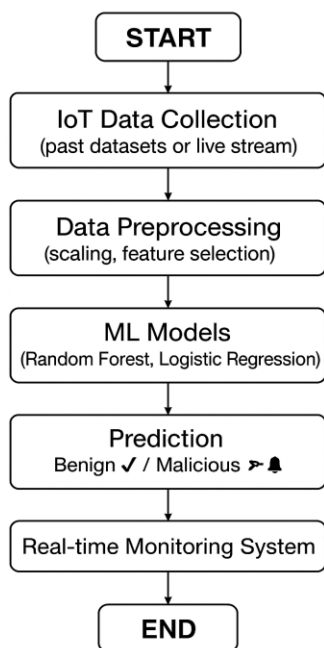 START
IoT Data Collection
(past datasets or live stream)
Data Preprocessing
(scaling, feature selection)
ML Models
(Random Forest, Logistic Regression)
Prediction
Benign ✔ / Malicious
Real-time Monitoring System
END